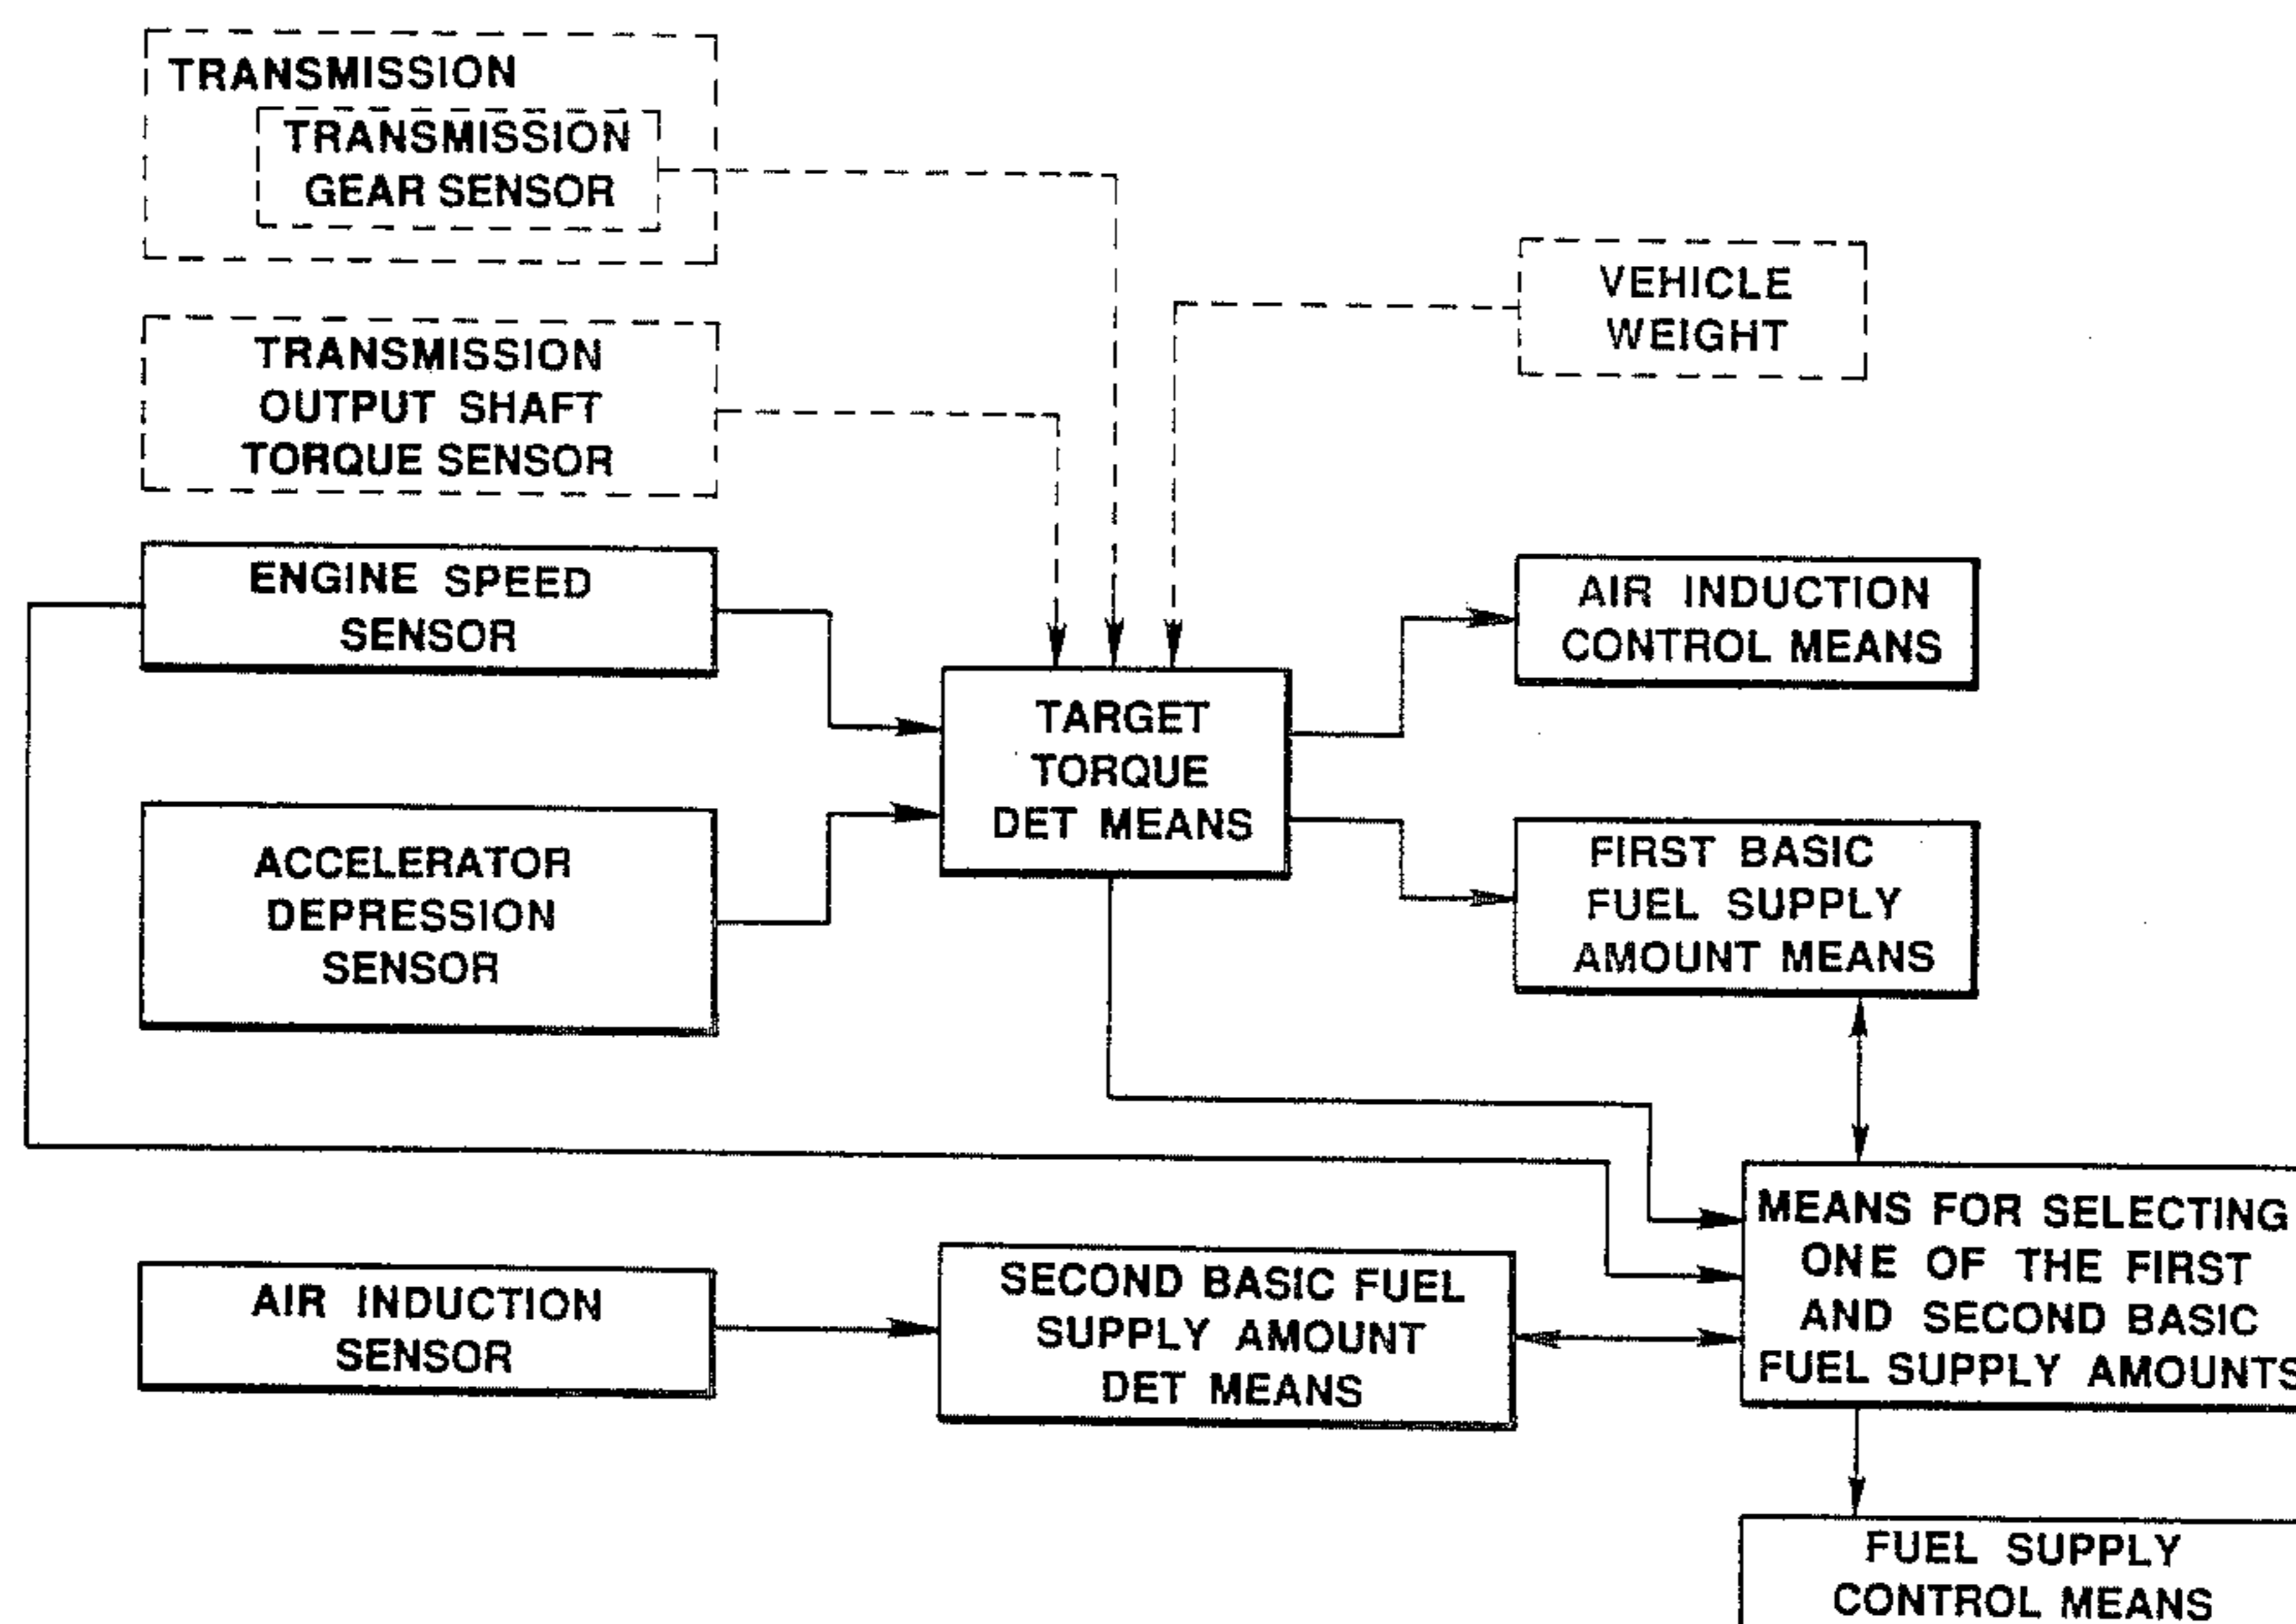 TRANSMISSION
TRANSMISSION
GEAR SENSOR
VEHICLE
WEIGHT
TRANSMISSION
OUTPUT SHAFT
TORQUE SENSOR
ENGINE SPEED
SENSOR
AIR INDUCTION
CONTROL MEANS
TARGET
TORQUE
DET MEANS
ACCELERATOR
DEPRESSION
SENSOR
FIRST BASIC
FUEL SUPPLY
AMOUNT MEANS
MEANS FOR SELECTING
ONE OF THE FIRST
AND SECOND BASIC
FUEL SUPPLY AMOUNTS
AIR INDUCTION
SENSOR
SECOND BASIC FUEL
SUPPLY AMOUNT
DET MEANS
FUEL SUPPLY
CONTROL MEANS